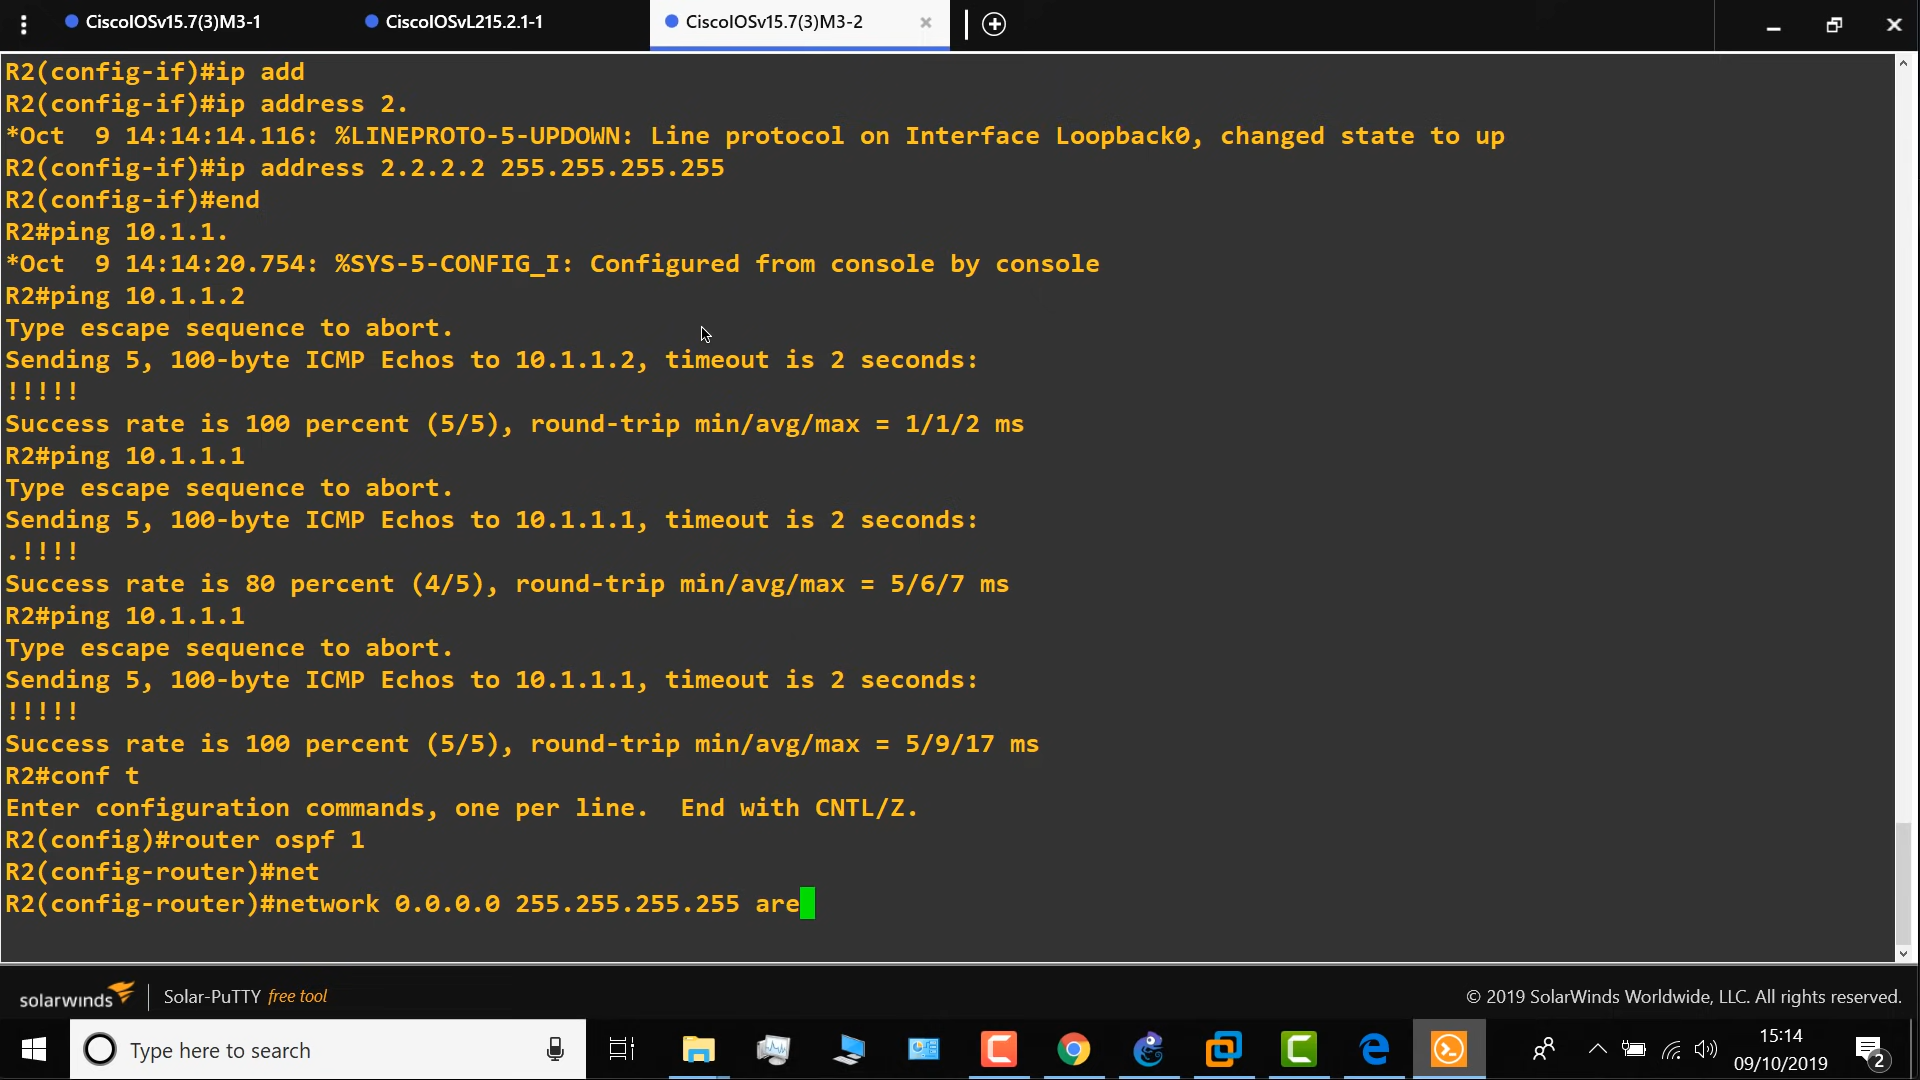 CiscoIOSv15.7(3)M3-1
CiscoIOSvL215.2.1-1
CiscoIOSv15.7(3)M3-2
R2(config-if)#ip add
R2(config-if)#ip address 2.
*Oct  9 14:14:14.116: %LINEPROTO-5-UPDOWN: Line protocol on Interface Loopback0, changed state to up
R2(config-if)#ip address 2.2.2.2 255.255.255.255
R2(config-if)#end
R2#ping 10.1.1.
*Oct  9 14:14:20.754: %SYS-5-CONFIG_I: Configured from console by console
R2#ping 10.1.1.2
Type escape sequence to abort.
Sending 5, 100-byte ICMP Echos to 10.1.1.2, timeout is 2 seconds:
!!!!!
Success rate is 100 percent (5/5), round-trip min/avg/max = 1/1/2 ms
R2#ping 10.1.1.1
Type escape sequence to abort.
Sending 5, 100-byte ICMP Echos to 10.1.1.1, timeout is 2 seconds:
.!!!!
Success rate is 80 percent (4/5), round-trip min/avg/max = 5/6/7 ms
R2#ping 10.1.1.1
Type escape sequence to abort.
Sending 5, 100-byte ICMP Echos to 10.1.1.1, timeout is 2 seconds:
!!!!!
Success rate is 100 percent (5/5), round-trip min/avg/max = 5/9/17 ms
R2#conf t
Enter configuration commands, one per line.  End with CNTL/Z.
R2(config)#router ospf 1
R2(config-router)#net
R2(config-router)#network 0.0.0.0 255.255.255.255 are
solarwinds
Solar-PuTTY free tool
© 2019 SolarWinds Worldwide, LLC. All rights reserved.
Type here to search
15:14
09/10/2019
2